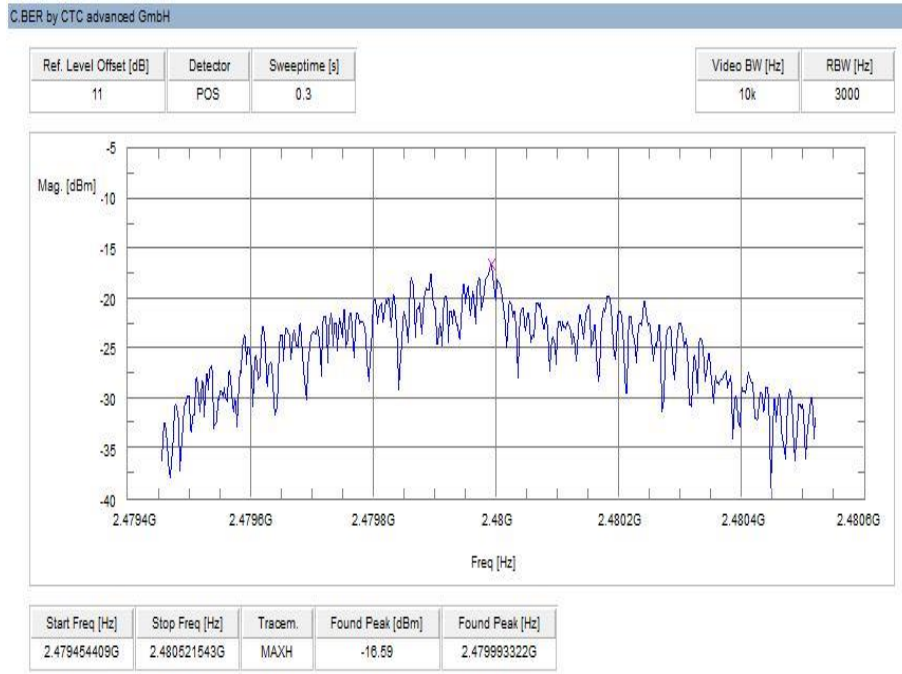 C.BER by CTC advanced GmbH
Ref. Level Offset [dB] Detector Sweeptime [s] Video BW [Hz] RBW [Hz]
11 POS 0.3 10k 3000
-5
Mag. [dBm]
-10
-15
-20
-25
-30
-35
-40
2.4794G 2.4796G 2.4798G 2.48G 2.4802G 2.4804G 2.4806G
Freq [Hz]
Start Freq [Hz] Stop Freq [Hz] Tracem. Found Peak [dBm] Found Peak [Hz]
2.479454409G 2.480521543G MAXH -16.59 2.479993322G